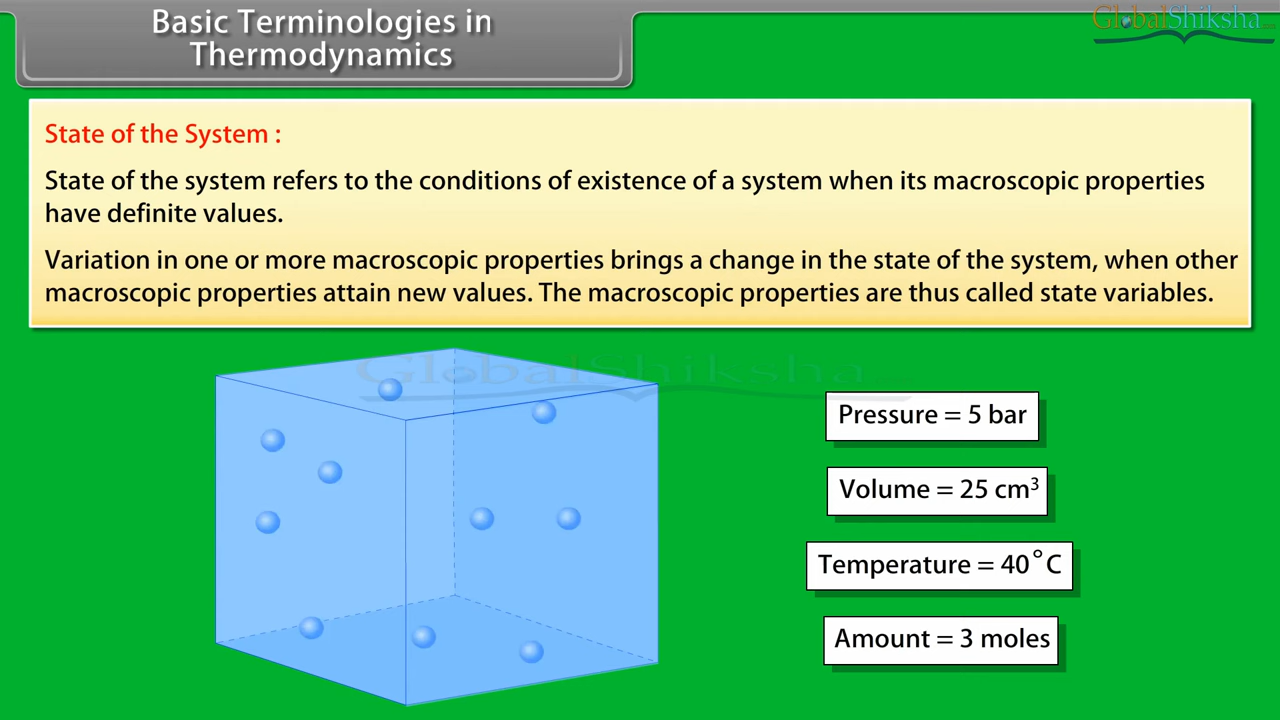 Basic Terminologies in
Thermodynamics
GlobalShiksha
State of the System :
State of the system refers to the conditions of existence of a system when its macroscopic properties
have definite values.
Variation in one or more macroscopic properties brings a change in the state of the system, when other
macroscopic properties attain new values. The macroscopic properties are thus called state variables.
GlobalShiksha
Pressure = 5 bar
Volume = 25 cm³
Temperature = 40°C
Amount = 3 moles